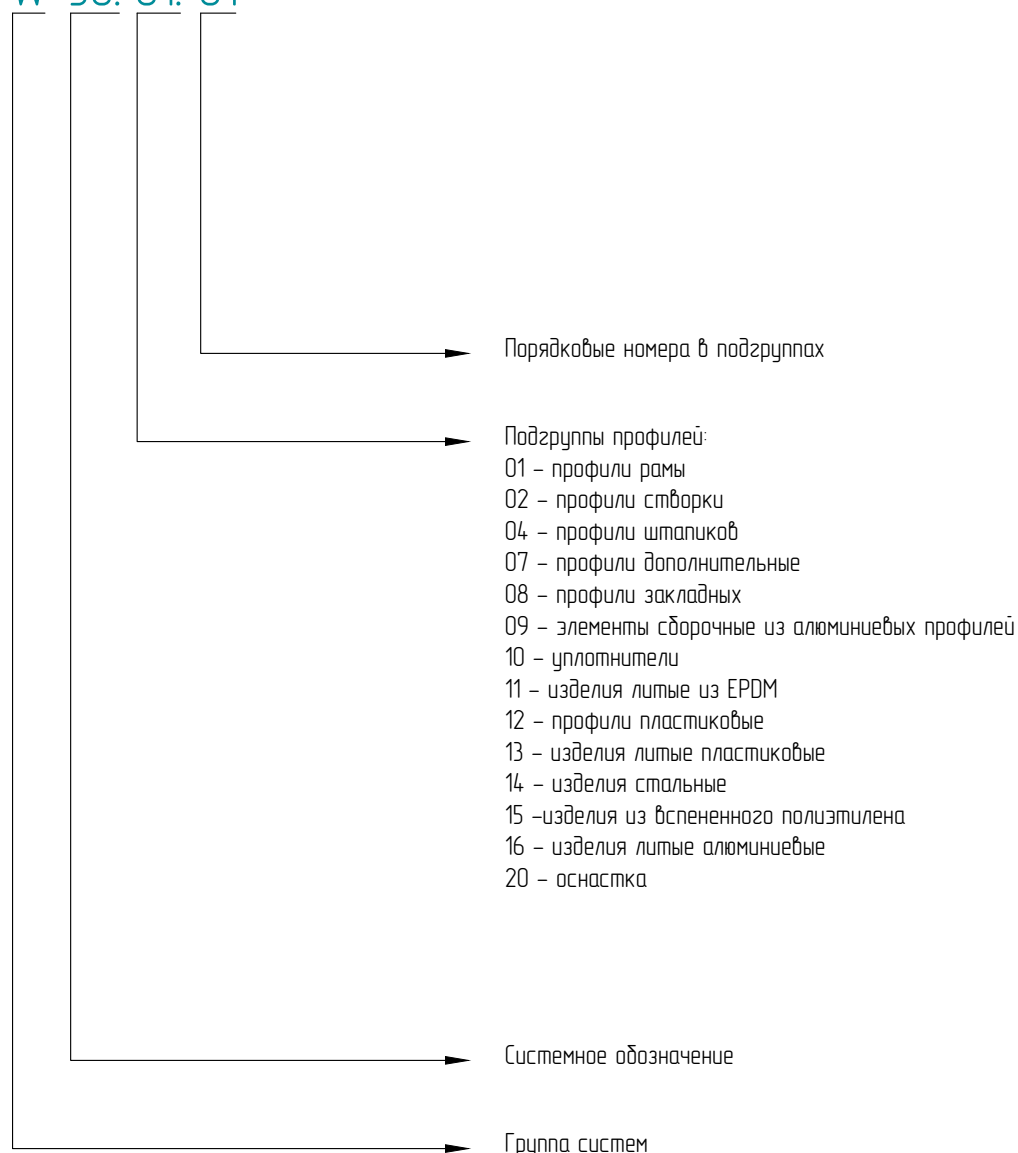 Порядковые номера в подгруппах
Подгруппы профилей:
01 – профили рамы
02 – профили створки
04 – профили штапиков
07 – профили дополнительные
08 – профили закладных
09 – элементы сборочные из алюминиевых профилей
10 – уплотнители
11 – изделия литые из EPDM
12 – профили пластиковые
13 – изделия литые пластиковые
14 – изделия стальные
15 –изделия из вспененного полиэтилена
16 – изделия литые алюминиевые
20 – оснастка
Системное обозначение
Группа систем